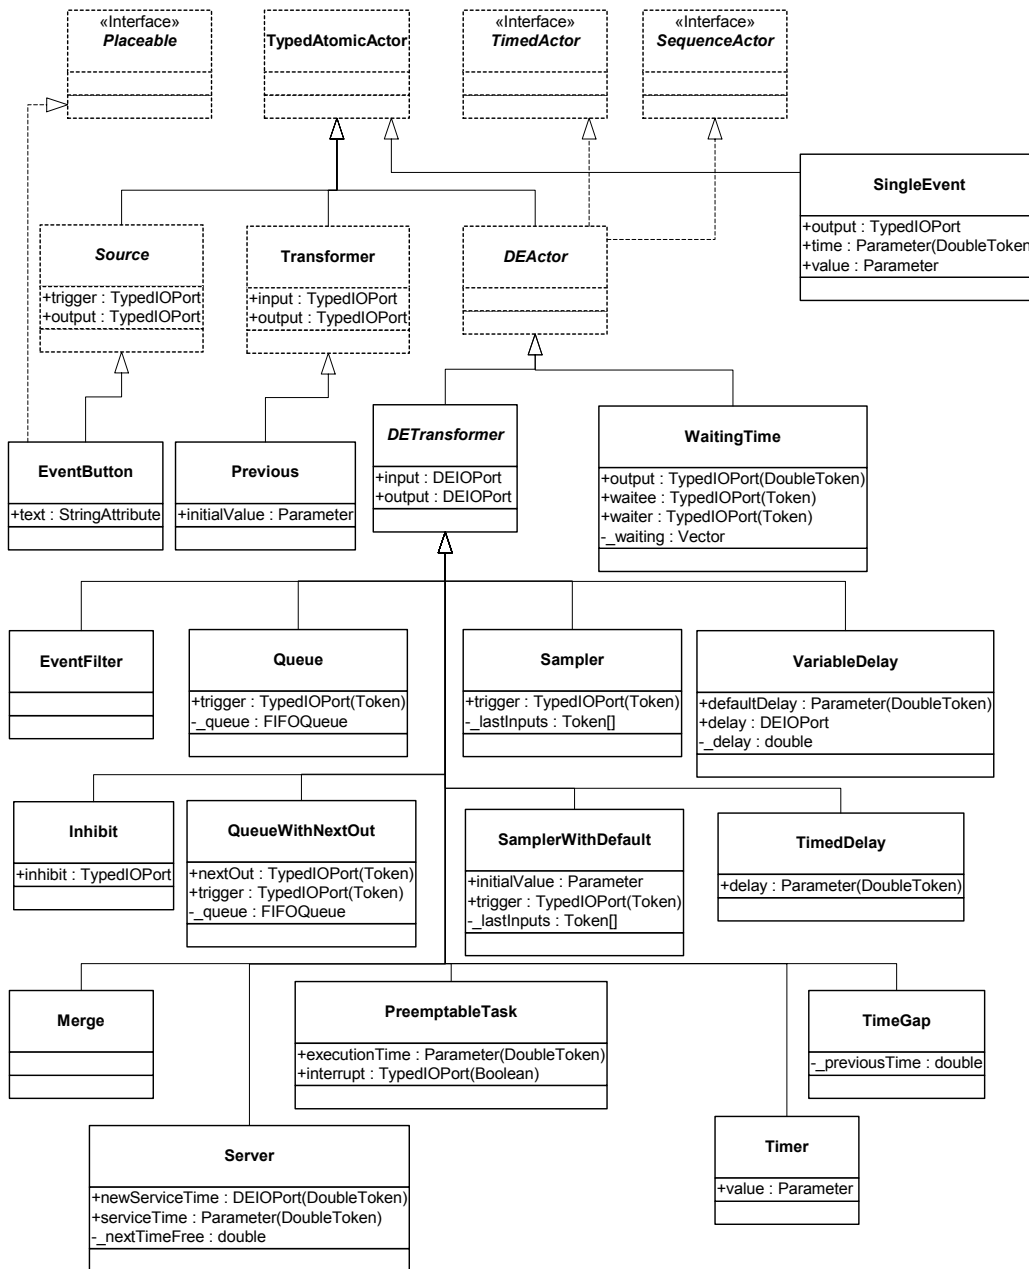 «Interface»
Placeable
TypedAtomicActor
«Interface»
TimedActor
«Interface»
SequenceActor
SingleEvent
+output : TypedIOPort
+time : Parameter(DoubleToken
+value : Parameter
Source
+trigger : TypedIOPort
+output : TypedIOPort
Transformer
+input : TypedIOPort
+output : TypedIOPort
DEActor
EventButton
+text : StringAttribute
Previous
+initialValue : Parameter
DETransformer
+input : DEIOPort
+output : DEIOPort
WaitingTime
+output : TypedIOPort(DoubleToken)
+waitee : TypedIOPort(Token)
+waiter : TypedIOPort(Token)
-_waiting : Vector
EventFilter
Queue
+trigger : TypedIOPort(Token)
-_queue : FIFOQueue
Sampler
+trigger : TypedIOPort(Token)
-_lastInputs : Token[]
VariableDelay
+defaultDelay : Parameter(DoubleToken)
+delay : DEIOPort
-_delay : double
Inhibit
+inhibit : TypedIOPort
QueueWithNextOut
+nextOut : TypedIOPort(Token)
+trigger : TypedIOPort(Token)
-_queue : FIFOQueue
SamplerWithDefault
+initialValue : Parameter
+trigger : TypedIOPort(Token)
-_lastInputs : Token[]
TimedDelay
+delay : Parameter(DoubleToken)
Merge
PreemptableTask
+executionTime : Parameter(DoubleToken)
+interrupt : TypedIOPort(Boolean)
TimeGap
-_previousTime : double
Server
+newServiceTime : DEIOPort(DoubleToken)
+serviceTime : Parameter(DoubleToken)
-_nextTimeFree : double
Timer
+value : Parameter